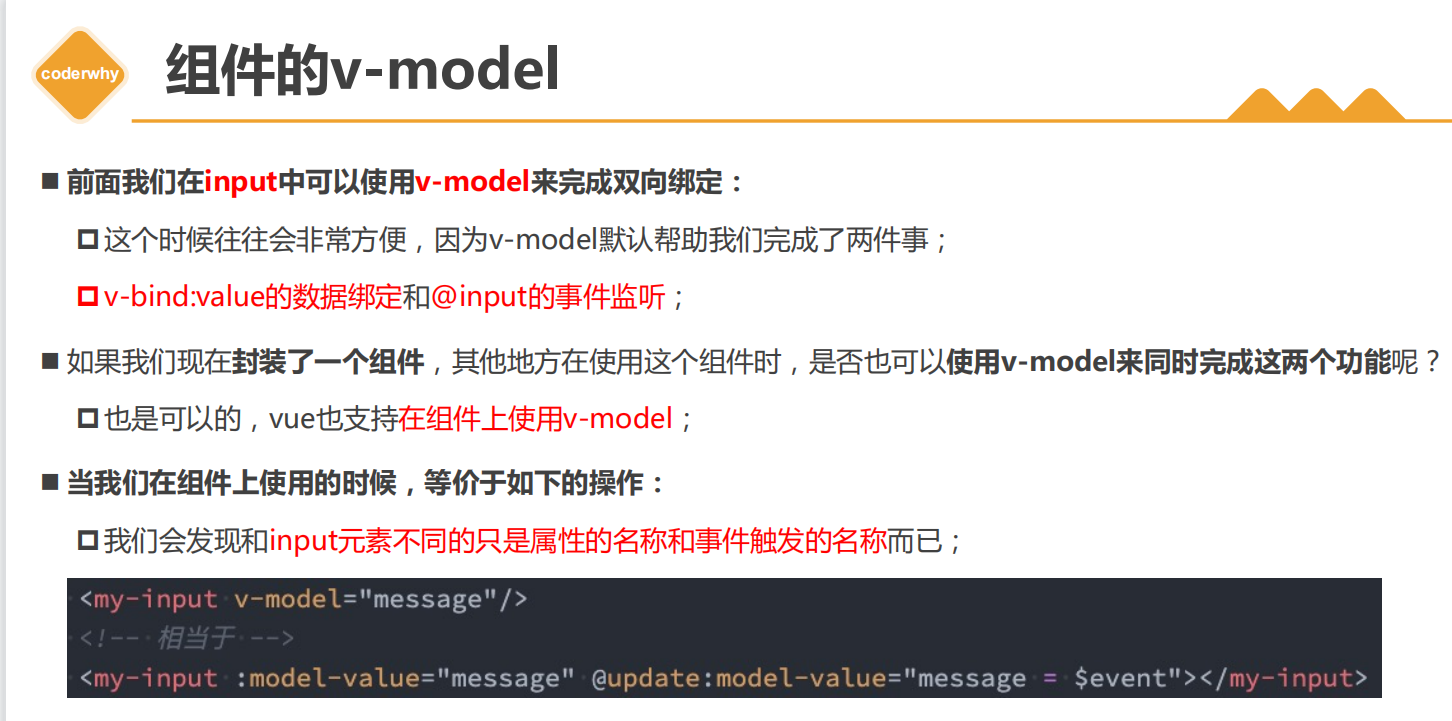 coderwhy
组件的v-model
前面我们在input中可以使用v-model来完成双向绑定：
这个时候往往会非常方便，因为v-model默认帮助我们完成了两件事；
v-bind:value的数据绑定和@input的事件监听；
如果我们现在封装了一个组件，其他地方在使用这个组件时，是否也可以使用v-model来同时完成这两个功能呢？
也是可以的，vue也支持在组件上使用v-model；
当我们在组件上使用的时候，等价于如下的操作：
我们会发现和input元素不同的只是属性的名称和事件触发的名称而已；
<my-input v-model="message"/>
<!-- 相当于 -->
<my-input :model-value="message" @update:model-value="message = $event"></my-input>